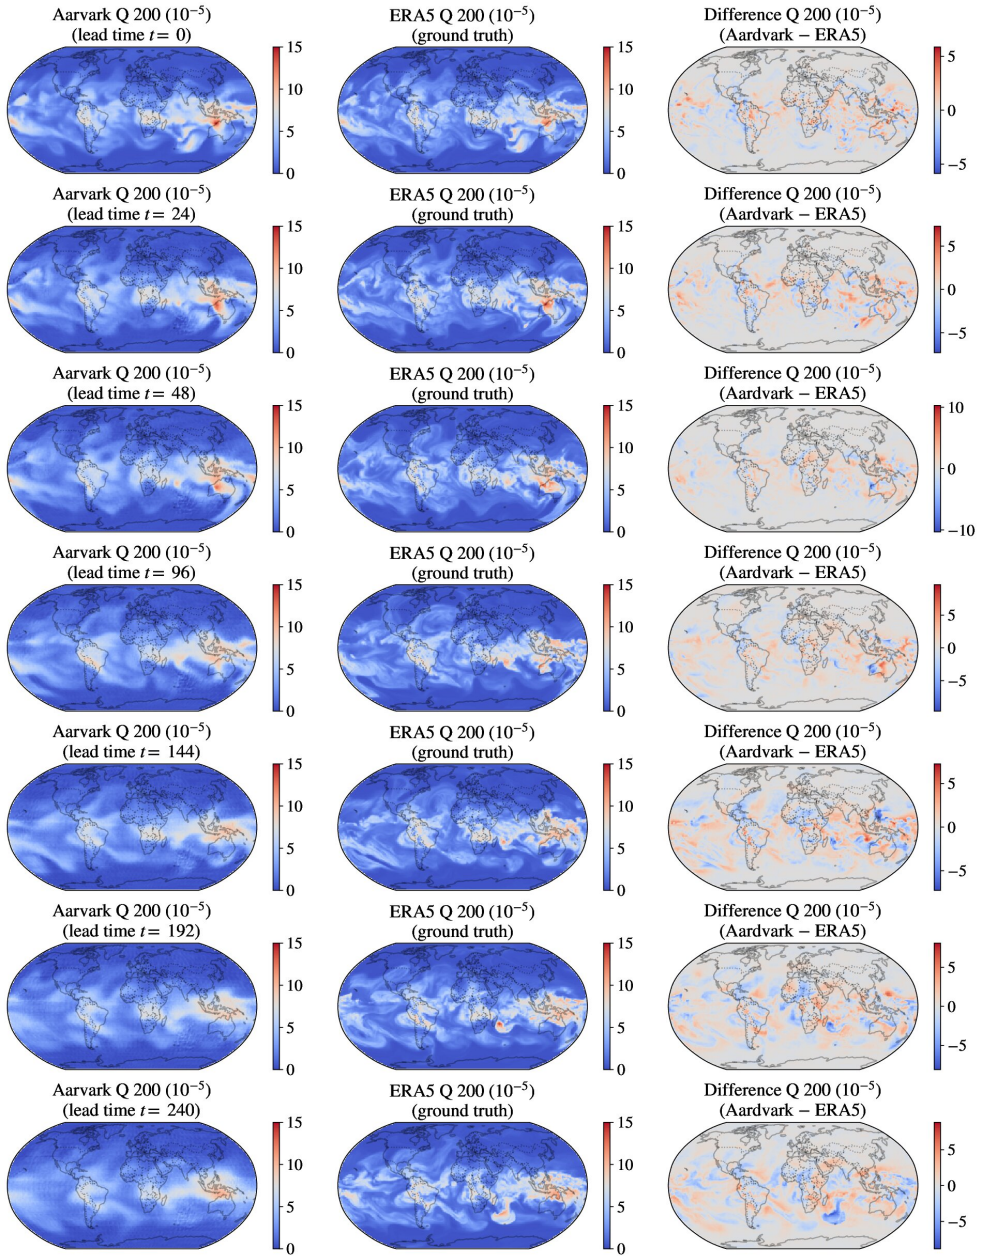 Aarvark Q 200 (10⁻⁵)
(lead time t = 0)
ERA5 Q 200 (10⁻⁵)
(ground truth)
Difference Q 200 (10⁻⁵)
(Aardvark − ERA5)
15
10
5
0
15
10
5
0
5
0
−5
Aarvark Q 200 (10⁻⁵)
(lead time t = 24)
ERA5 Q 200 (10⁻⁵)
(ground truth)
Difference Q 200 (10⁻⁵)
(Aardvark − ERA5)
15
10
5
0
15
10
5
0
5
0
−5
Aarvark Q 200 (10⁻⁵)
(lead time t = 48)
ERA5 Q 200 (10⁻⁵)
(ground truth)
Difference Q 200 (10⁻⁵)
(Aardvark − ERA5)
15
10
5
0
15
10
5
0
10
0
−10
Aarvark Q 200 (10⁻⁵)
(lead time t = 96)
ERA5 Q 200 (10⁻⁵)
(ground truth)
Difference Q 200 (10⁻⁵)
(Aardvark − ERA5)
15
10
5
0
15
10
5
0
5
0
−5
Aarvark Q 200 (10⁻⁵)
(lead time t = 144)
ERA5 Q 200 (10⁻⁵)
(ground truth)
Difference Q 200 (10⁻⁵)
(Aardvark − ERA5)
15
10
5
0
15
10
5
0
5
0
−5
Aarvark Q 200 (10⁻⁵)
(lead time t = 192)
ERA5 Q 200 (10⁻⁵)
(ground truth)
Difference Q 200 (10⁻⁵)
(Aardvark − ERA5)
15
10
5
0
15
10
5
0
5
0
−5
Aarvark Q 200 (10⁻⁵)
(lead time t = 240)
ERA5 Q 200 (10⁻⁵)
(ground truth)
Difference Q 200 (10⁻⁵)
(Aardvark − ERA5)
15
10
5
0
15
10
5
0
5
0
−5